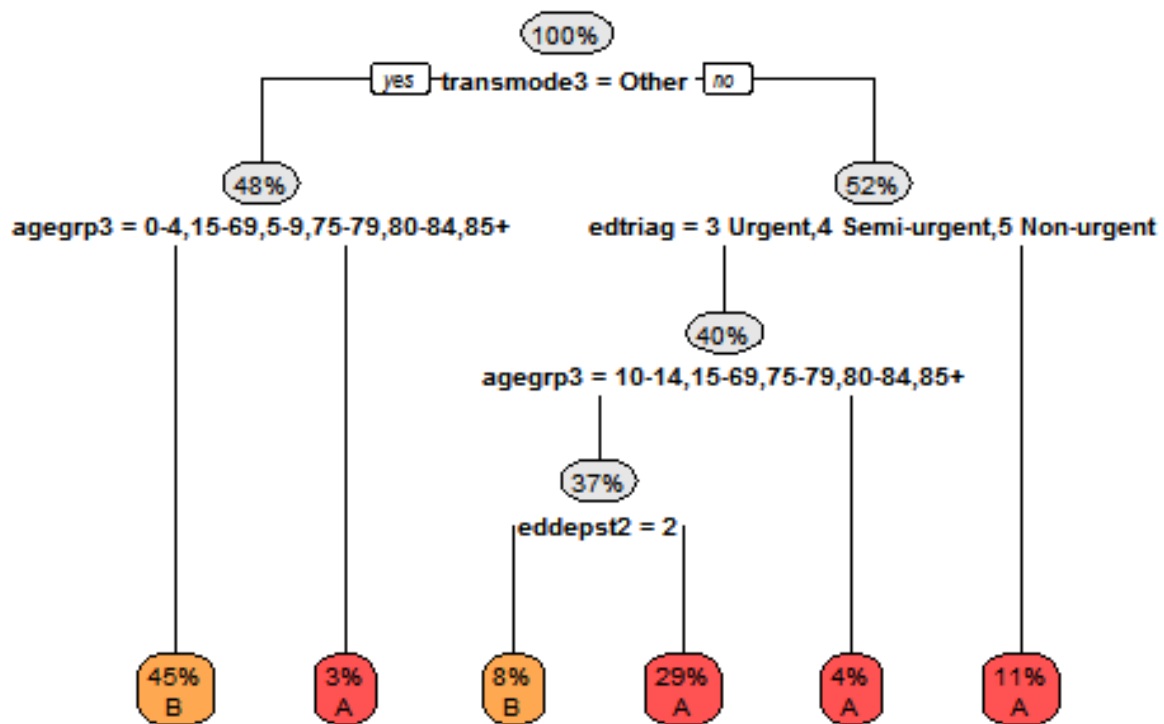 100%
yes transmode3 = Other no
48% 52%
agegrp3 = 0-4,15-69,5-9,75-79,80-84,85+ edtriag = 3 Urgent,4 Semi-urgent,5 Non-urgent
40%
agegrp3 = 10-14,15-69,75-79,80-84,85+
37%
eddepst2 = 2
45% 3% 8% 29% 4% 11%
B A B A A A